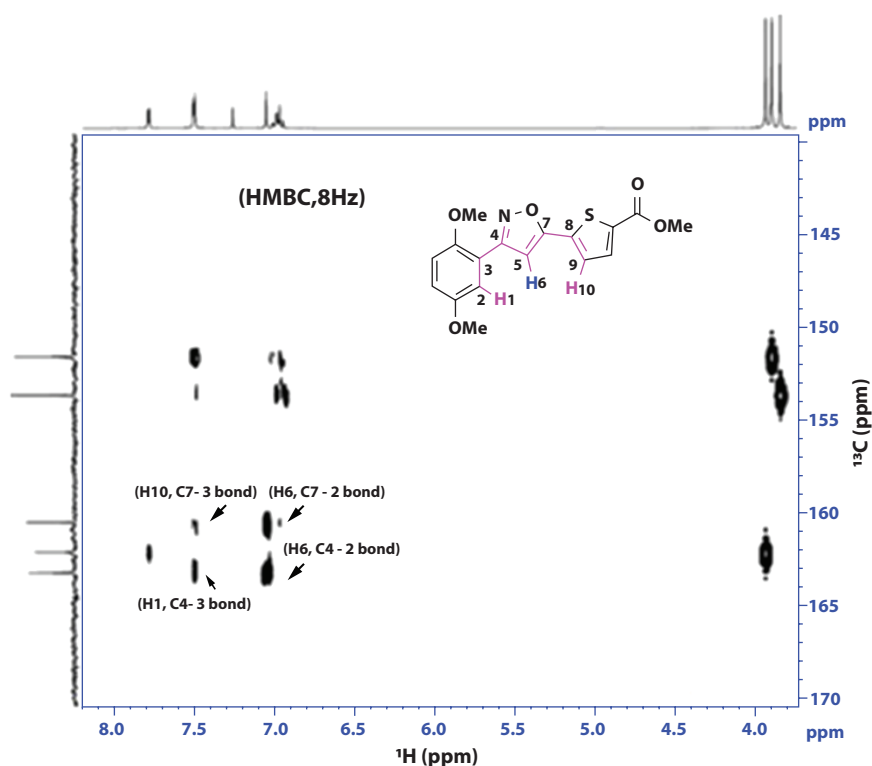 ppm
(HMBC,8Hz)
O
OMe
N
O
7
8
S
OMe
4
5
9
3
H6
H10
2
H1
OMe
145
150
155
160
165
170
¹³C (ppm)
(H10, C7- 3 bond)
(H6, C7 - 2 bond)
(H6, C4 - 2 bond)
(H1, C4- 3 bond)
8.0
7.5
7.0
6.5
6.0
5.5
5.0
4.5
4.0
ppm
¹H (ppm)